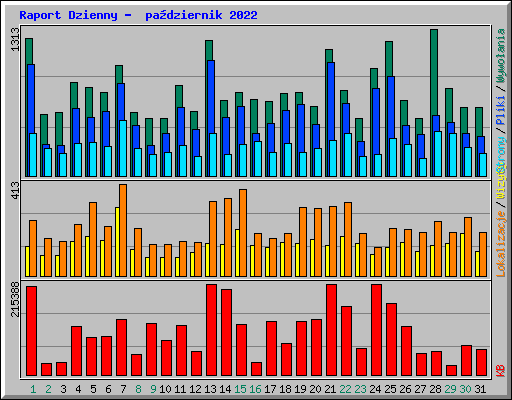 Raport Dzienny -  październik 2022
1313
413
215388
Wywołania / Pliki / Strony
Lokalizacje / Wizyt
KB
1 2 3 4 5 6 7 8 9 10 11 12 13 14 15 16 17 18 19 20 21 22 23 24 25 26 27 28 29 30 31